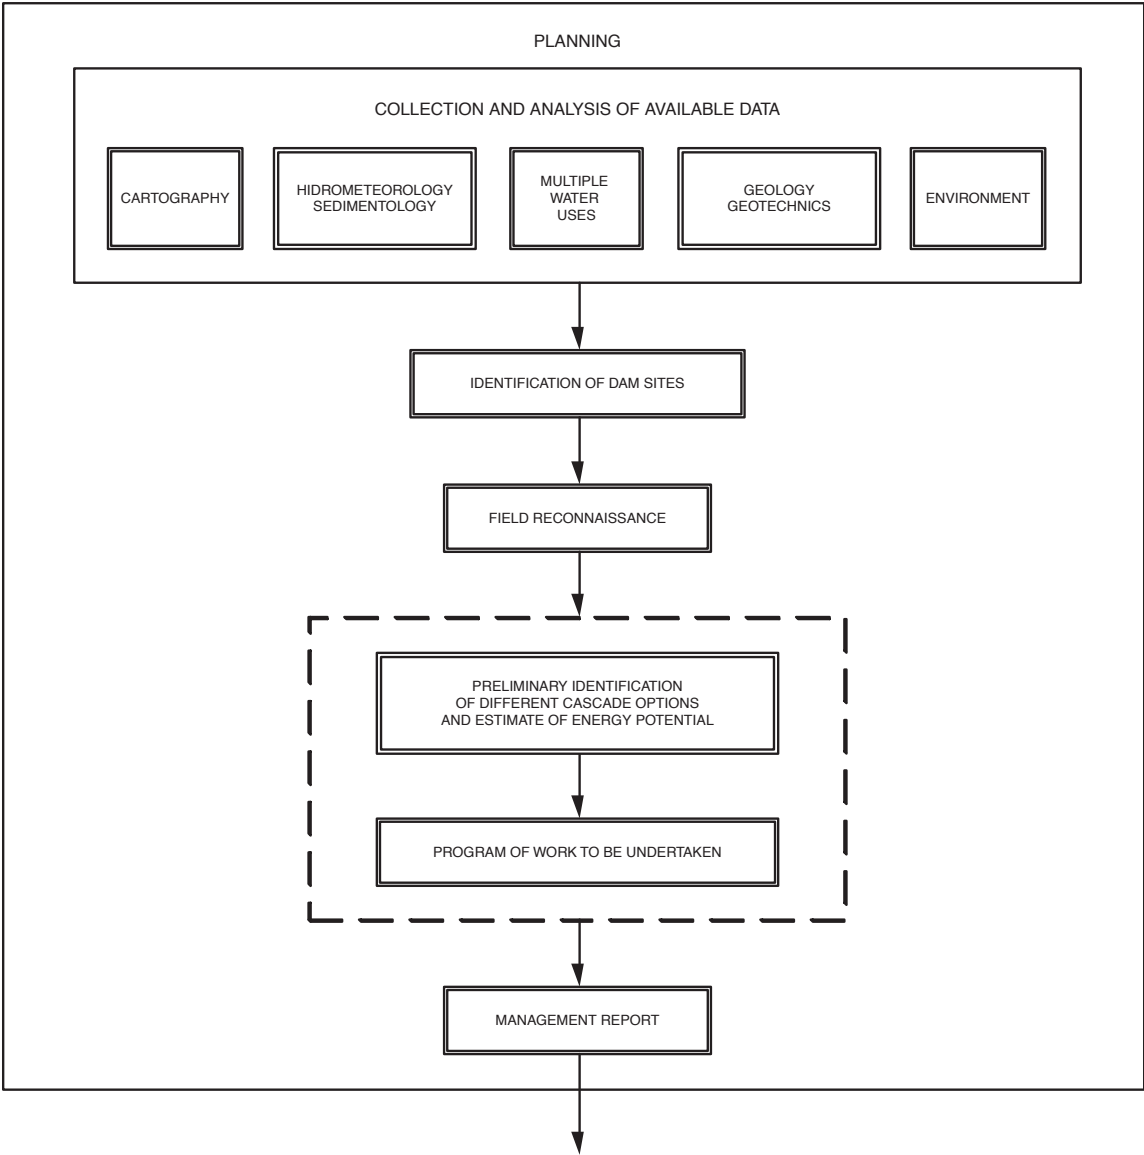 PLANNING
COLLECTION AND ANALYSIS OF AVAILABLE DATA
CARTOGRAPHY
HIDROMETEOROLOGY
SEDIMENTOLOGY
MULTIPLE
WATER
USES
GEOLOGY
GEOTECHNICS
ENVIRONMENT
IDENTIFICATION OF DAM SITES
FIELD RECONNAISSANCE
PRELIMINARY IDENTIFICATION
OF DIFFERENT CASCADE OPTIONS
AND ESTIMATE OF ENERGY POTENTIAL
PROGRAM OF WORK TO BE UNDERTAKEN
MANAGEMENT REPORT